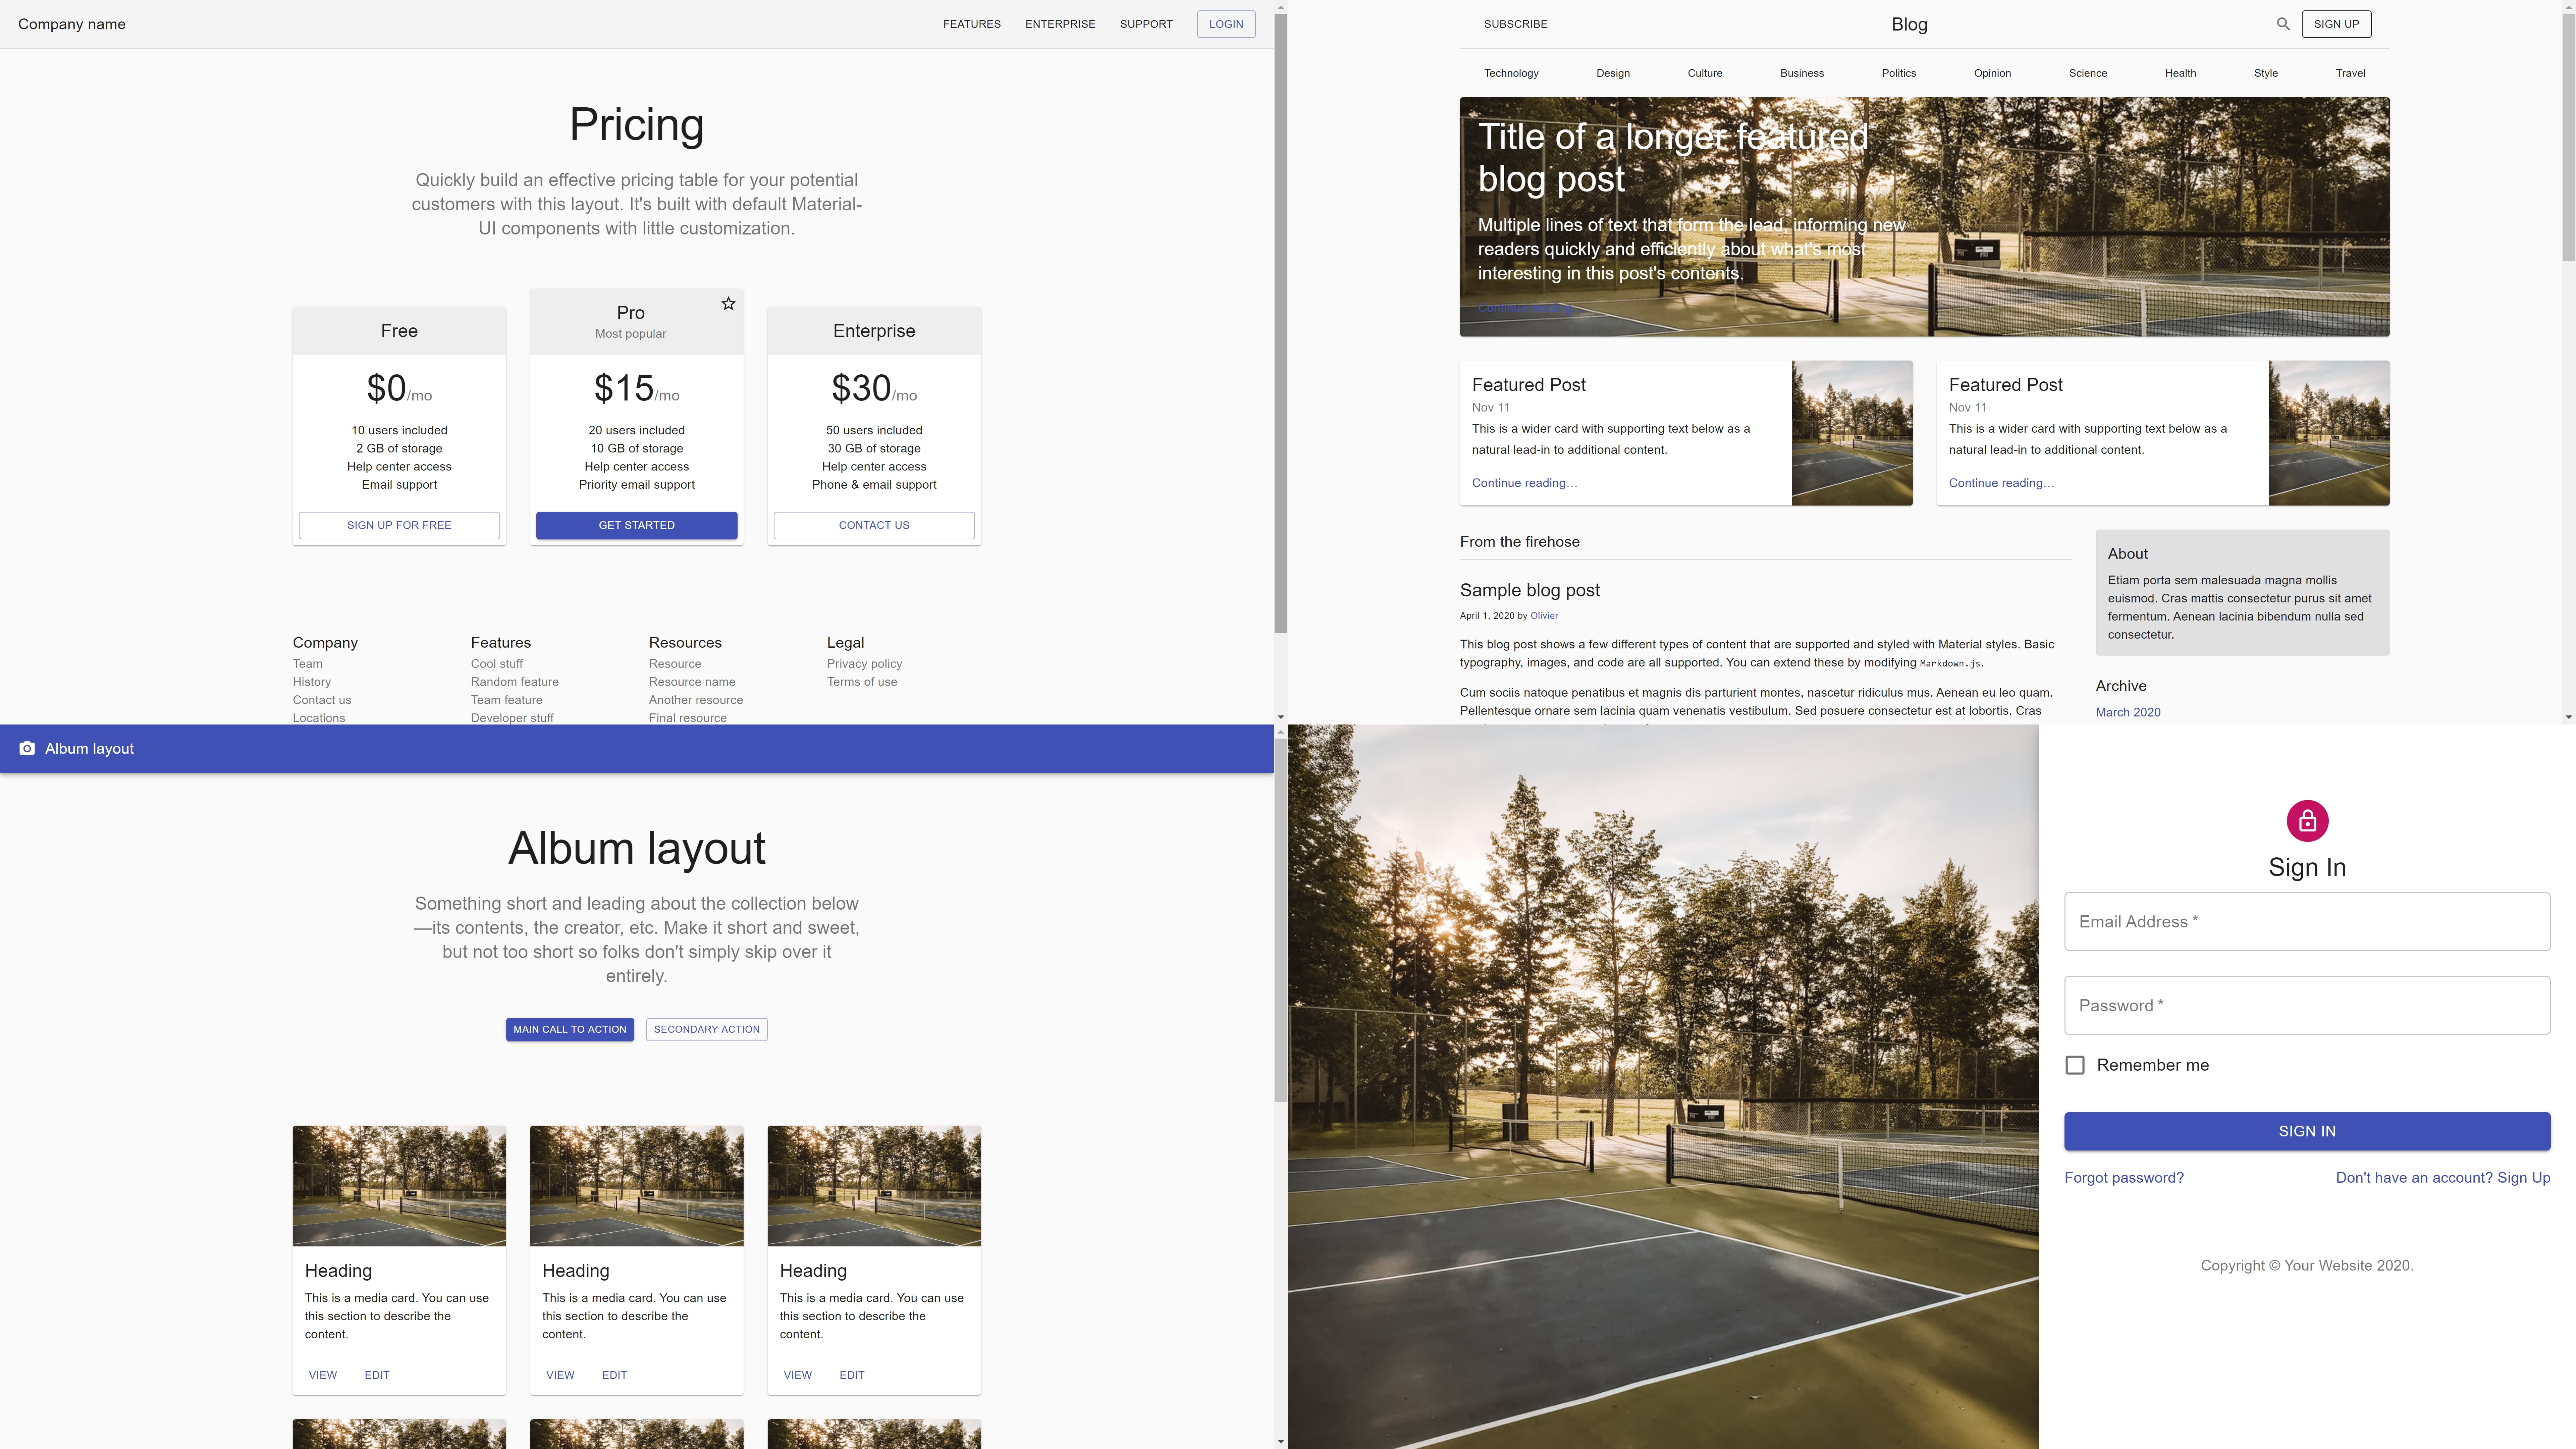 Company name
FEATURES
ENTERPRISE
SUPPORT
LOGIN
Pricing
Quickly build an effective pricing table for your potential
customers with this layout. It's built with default Material-
UI components with little customization.
Free
$0/mo
10 users included
2 GB of storage
Help center access
Email support
SIGN UP FOR FREE
Pro
Most popular
$15/mo
20 users included
10 GB of storage
Help center access
Priority email support
GET STARTED
Enterprise
$30/mo
50 users included
30 GB of storage
Help center access
Phone & email support
CONTACT US
Company
Team
History
Contact us
Locations
Features
Cool stuff
Random feature
Team feature
Developer stuff
Resources
Resource
Resource name
Another resource
Final resource
Legal
Privacy policy
Terms of use
SUBSCRIBE
Blog
SIGN UP
Technology
Design
Culture
Business
Politics
Opinion
Science
Health
Style
Travel
Title of a longer featured
blog post
Multiple lines of text that form the lead, informing new
readers quickly and efficiently about what's most
interesting in this post's contents.
Continue
Featured Post
Nov 11
This is a wider card with supporting text below as a
natural lead-in to additional content.
Continue reading...
Featured Post
Nov 11
This is a wider card with supporting text below as a
natural lead-in to additional content.
Continue reading...
From the firehose
Sample blog post
April 1, 2020 by Olivier
This blog post shows a few different types of content that are supported and styled with Material styles. Basic
typography, images, and code are all supported. You can extend these by modifying Markdown.js.
Cum sociis natoque penatibus et magnis dis parturient montes, nascetur ridiculus mus. Aenean eu leo quam.
Pellentesque ornare sem lacinia quam venenatis vestibulum. Sed posuere consectetur est at lobortis. Cras
About
Etiam porta sem malesuada magna mollis
euismod. Cras mattis consectetur purus sit amet
fermentum. Aenean lacinia bibendum nulla sed
consectetur.
Archive
March 2020
Album layout
Album layout
Something short and leading about the collection below
—its contents, the creator, etc. Make it short and sweet,
but not too short so folks don't simply skip over it
entirely.
MAIN CALL TO ACTION
SECONDARY ACTION
Heading
This is a media card. You can use
this section to describe the
content.
VIEW
EDIT
Heading
This is a media card. You can use
this section to describe the
content.
VIEW
EDIT
Heading
This is a media card. You can use
this section to describe the
content.
VIEW
EDIT
Sign In
Email Address *
Password *
Remember me
SIGN IN
Forgot password?
Don't have an account? Sign Up
Copyright © Your Website 2020.